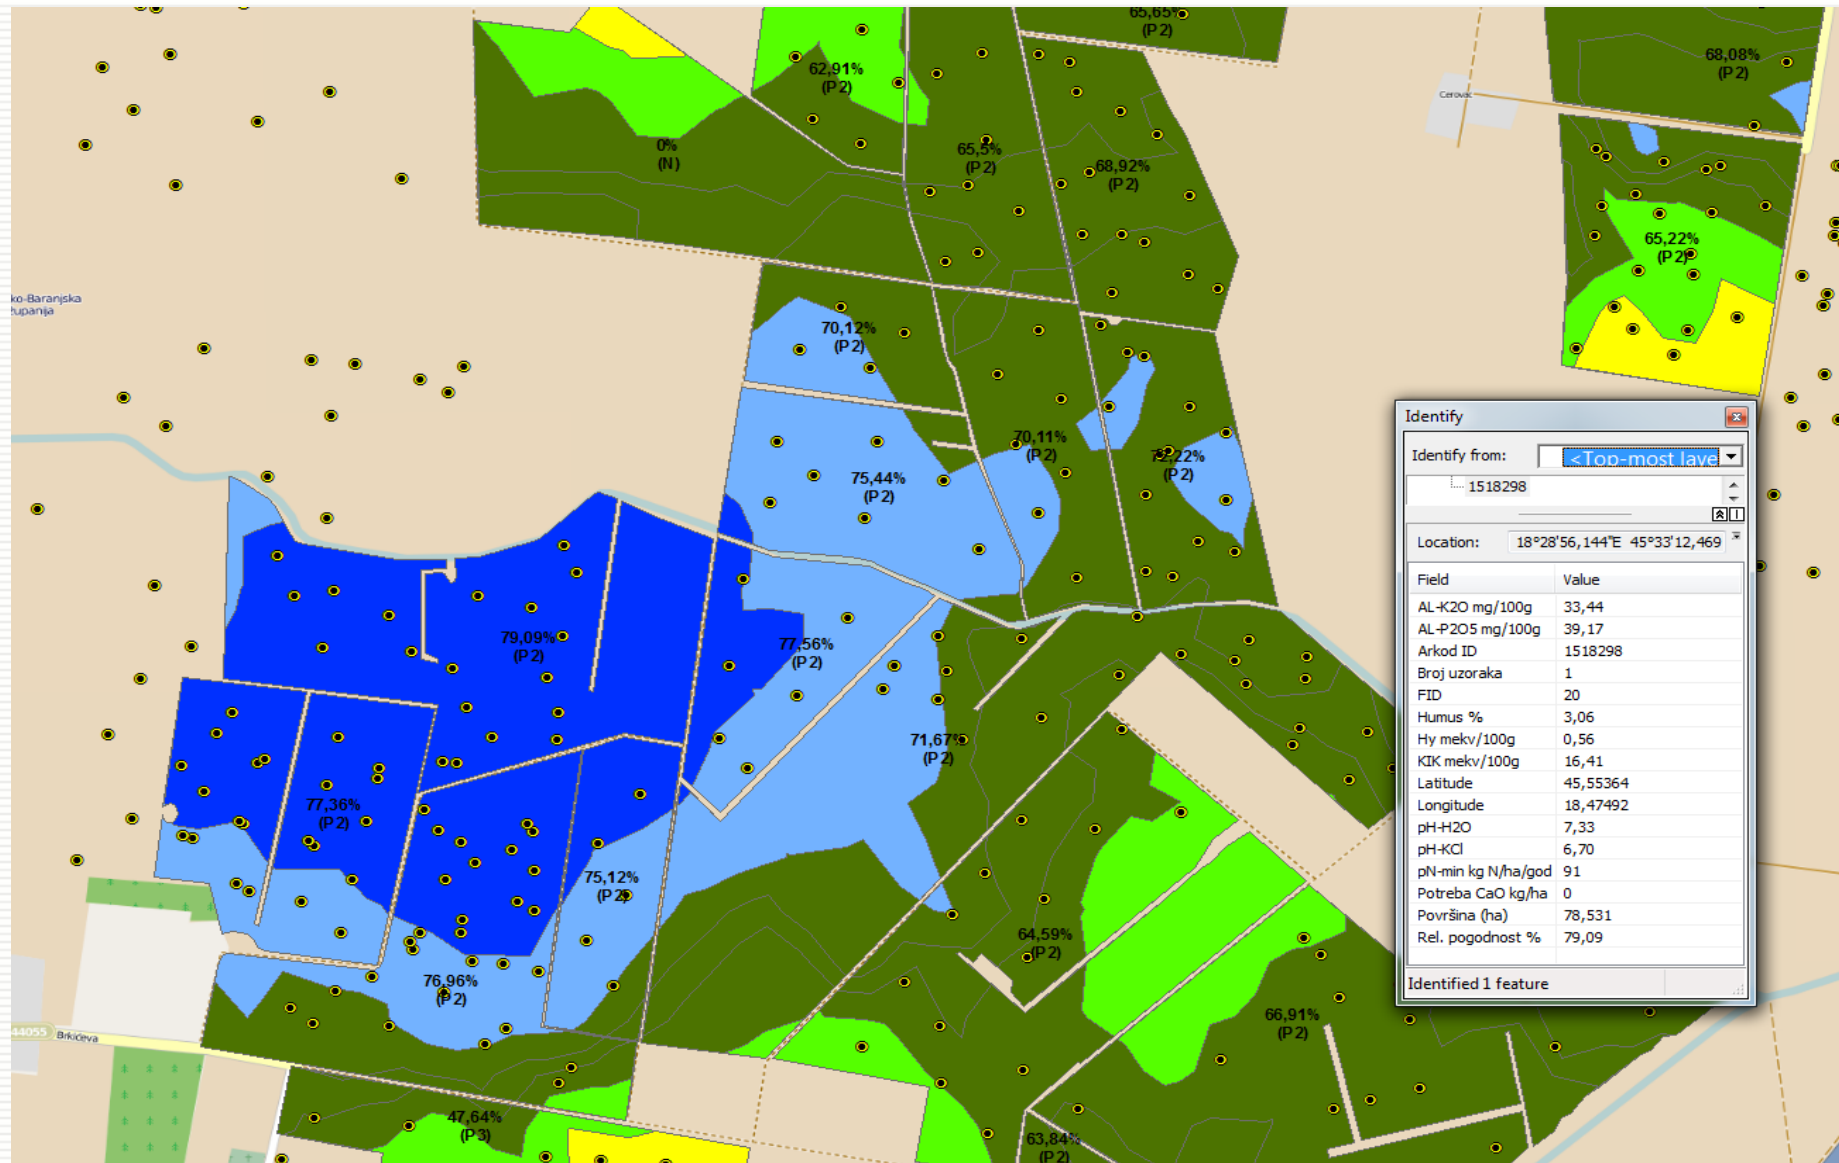 65,65%
(P2)
62,91%
(P2)
68,08%
(P2)
Cerovac
0%
(N)
65,5%
(P2)
68,92%
(P2)
65,22%
(P2)
ko-Baranjska
županija
70,12%
(P2)
70,11%
(P2)
75,44%
(P2)
72,22%
(P2)
79,09%
(P2)
77,56%
(P2)
71,67%
(P2)
77,36%
(P2)
75,12%
(P2)
76,96%
(P2)
64,59%
(P2)
66,91%
(P2)
44055
Brkićeva
47,64%
(P3)
63,84%
(P2)
Identify
Identify from: <Top-most laye
1518298
Location: 18°28'56,144"E 45°33'12,469
Field Value
AL-K2O mg/100g 33,44
AL-P2O5 mg/100g 39,17
Arkod ID 1518298
Broj uzoraka 1
FID 20
Humus % 3,06
Hy mekv/100g 0,56
KIK mekv/100g 16,41
Latitude 45,55364
Longitude 18,47492
pH-H2O 7,33
pH-KCl 6,70
pN-min kg N/ha/god 91
Potreba CaO kg/ha 0
Površina (ha) 78,531
Rel. pogodnost % 79,09
Identified 1 feature